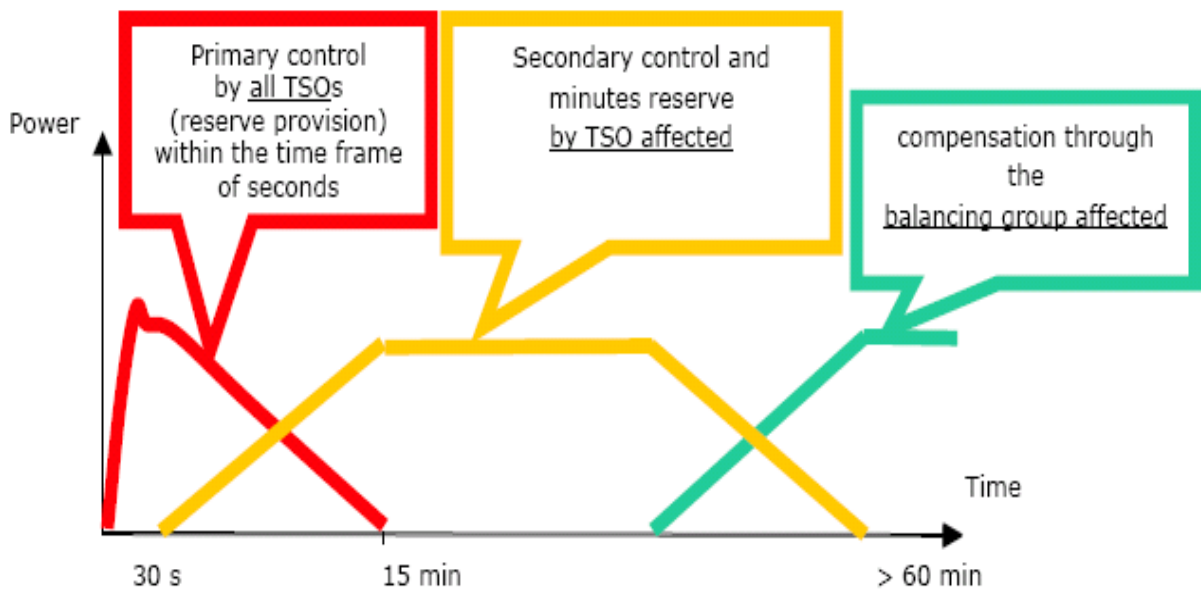 Primary control
by all TSOs
(reserve provision)
within the time frame
of seconds
Secondary control and
minutes reserve
by TSO affected
compensation through
the
balancing group affected
Power
Time
30 s
15 min
> 60 min